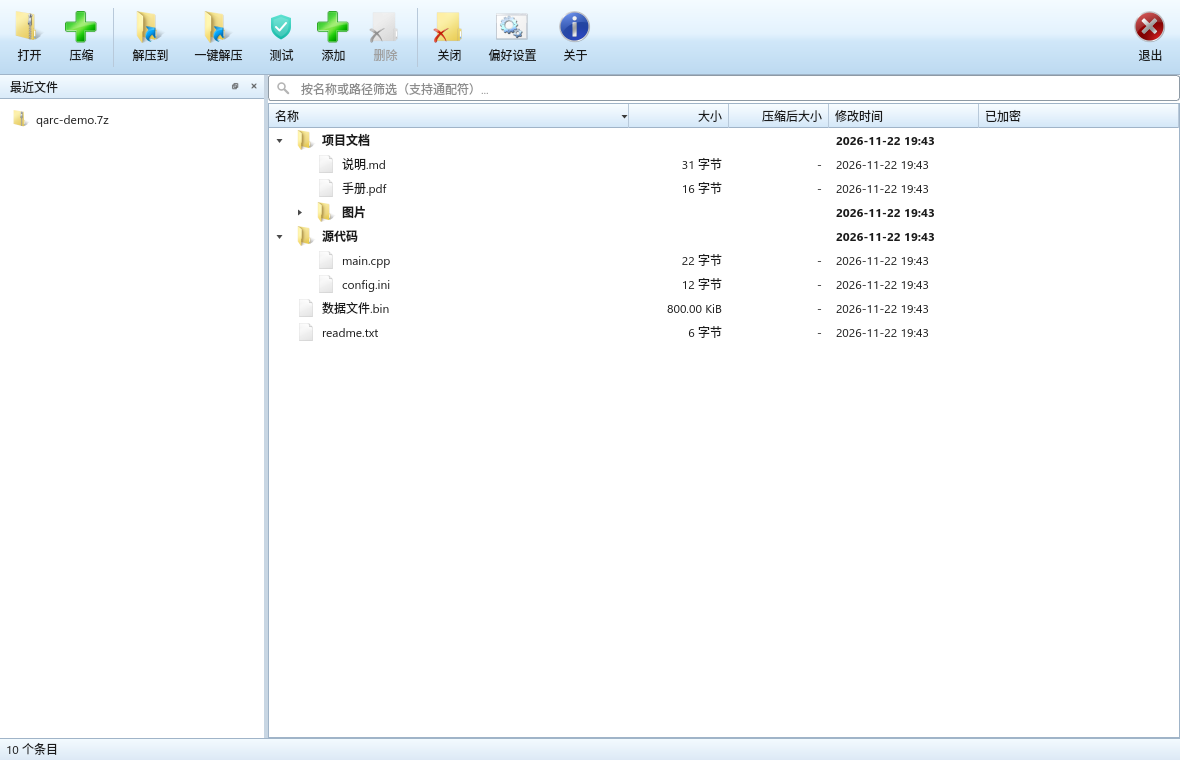 打开 压缩 解压到 一键解压 测试 添加 删除 关闭 偏好设置 关于 退出
最近文件
qarc-demo.7z
按名称或路径筛选（支持通配符）...
名称 大小 压缩后大小 修改时间 已加密
项目文档 2026-11-22 19:43
说明.md 31 字节 - 2026-11-22 19:43
手册.pdf 16 字节 - 2026-11-22 19:43
图片 2026-11-22 19:43
源代码 2026-11-22 19:43
main.cpp 22 字节 - 2026-11-22 19:43
config.ini 12 字节 - 2026-11-22 19:43
数据文件.bin 800.00 KiB - 2026-11-22 19:43
readme.txt 6 字节 - 2026-11-22 19:43
10 个条目